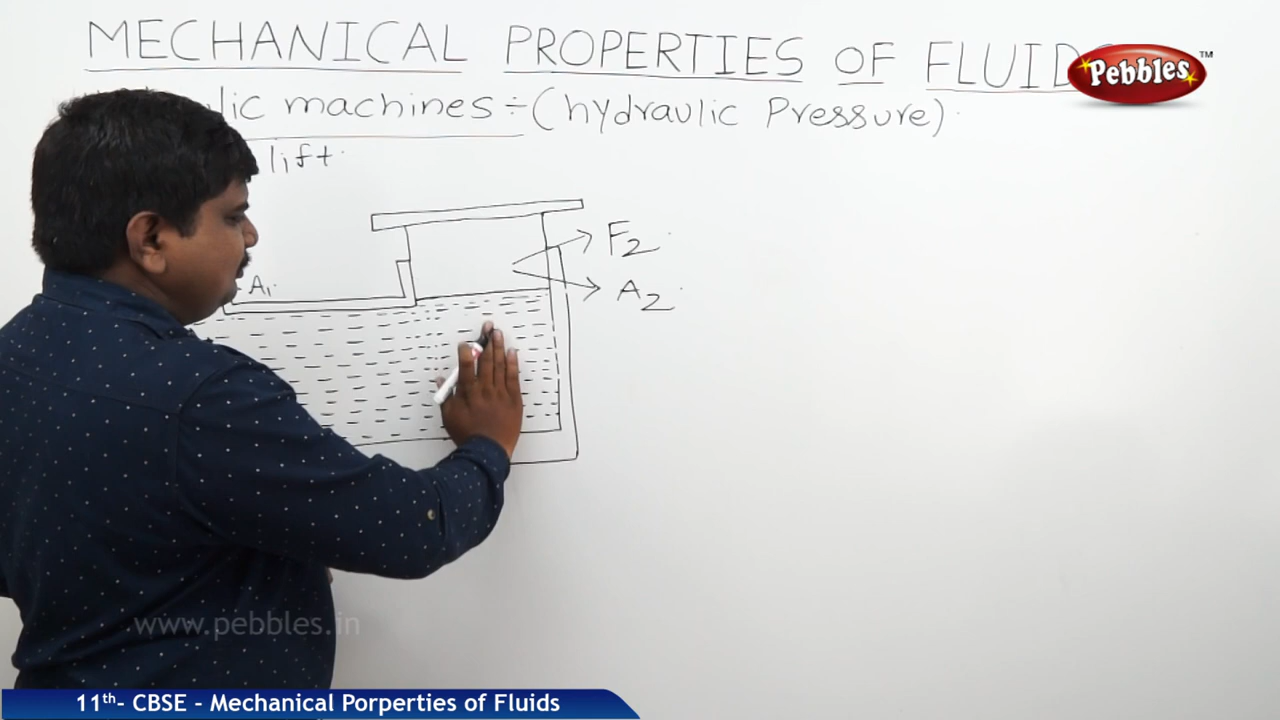 MECHANICAL PROPERTIES OF FLUID
Pebbles™
lic machines ÷ (hydraulic Pressure).
lift.
F2
A1
A2
www.pebbles.in
11th- CBSE - Mechanical Porperties of Fluids